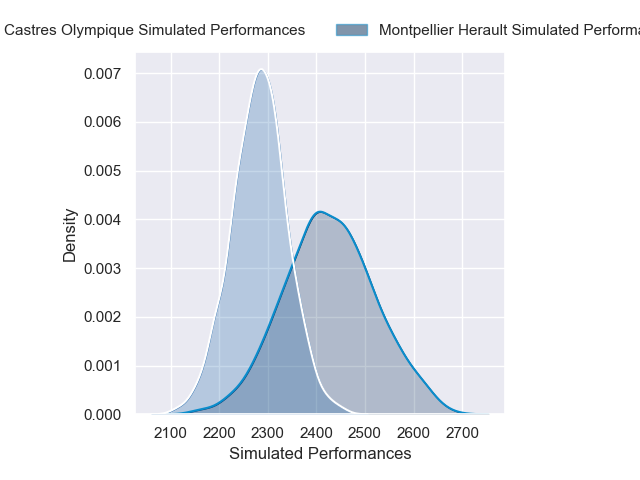 Castres Olympique Simulated Performances
Montpellier Herault Simulated
0.007
0.006
0.005
0.004
0.003
0.002
0.001
0.000
Density
2100 2200 2300 2400 2500 2600 2700
Simulated Performances